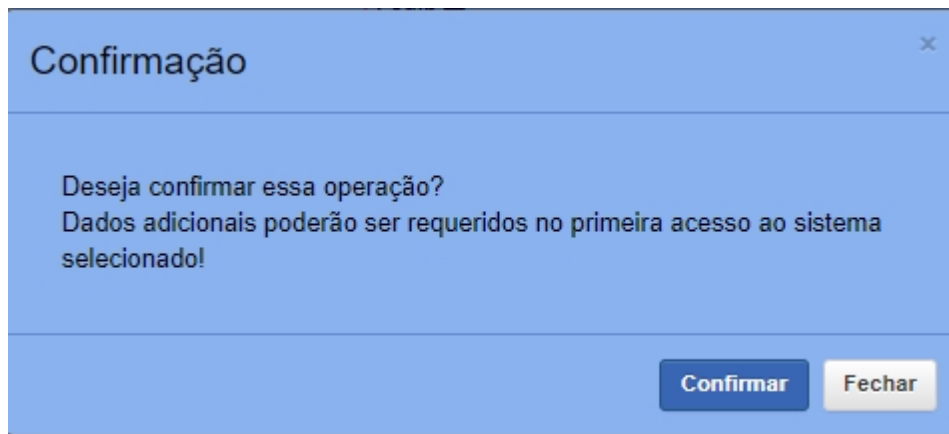 Confirmação
×
Deseja confirmar essa operação?
Dados adicionais poderão ser requeridos no primeira acesso ao sistema
selecionado!
Confirmar Fechar